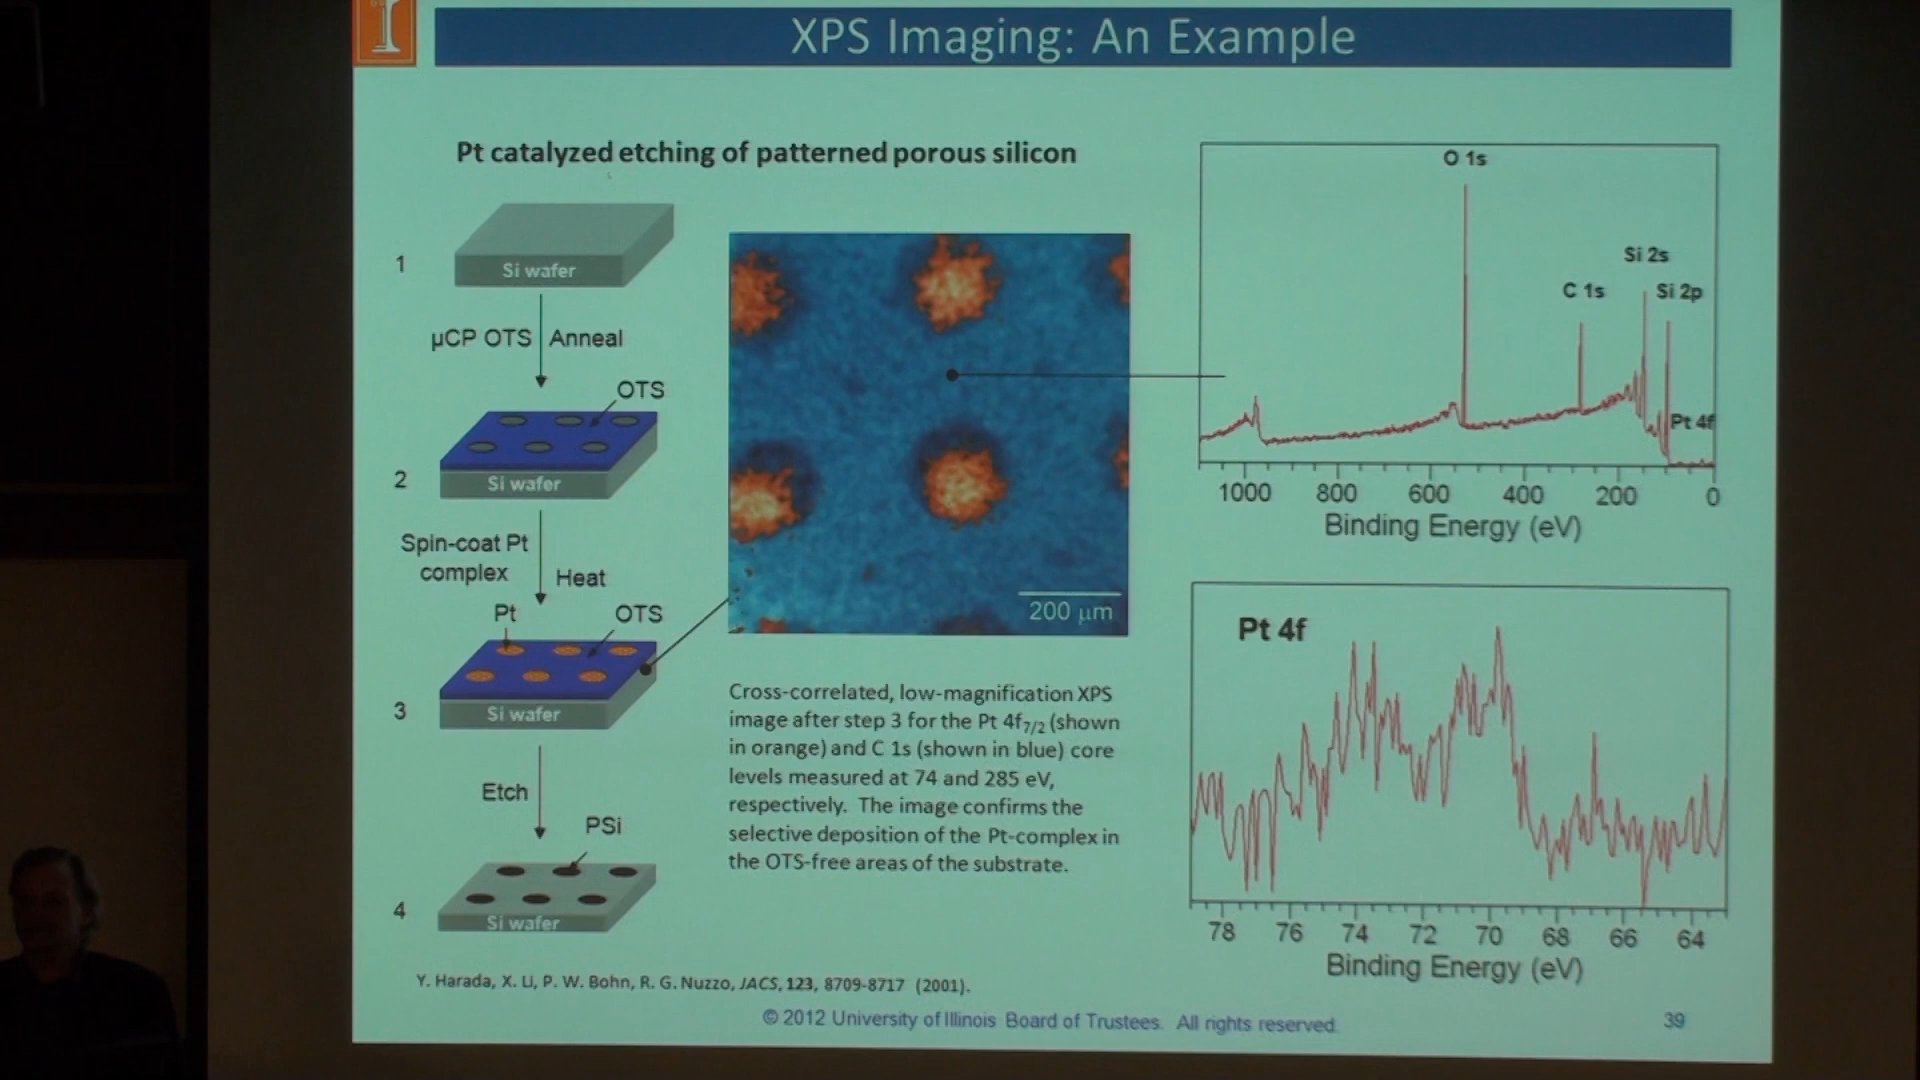 XPS Imaging: An Example
Pt catalyzed etching of patterned porous silicon
1
Si wafer
µCP OTS
Anneal
OTS
2
Si wafer
Spin-coat Pt
complex
Heat
Pt
OTS
3
Si wafer
Etch
PSi
4
Si wafer
200 µm
Cross-correlated, low-magnification XPS
image after step 3 for the Pt 4f7/2 (shown
in orange) and C 1s (shown in blue) core
levels measured at 74 and 285 eV,
respectively. The image confirms the
selective deposition of the Pt-complex in
the OTS-free areas of the substrate.
O 1s
Si 2s
C 1s
Si 2p
Pt 4f
1000 800 600 400 200 0
Binding Energy (eV)
Pt 4f
78 76 74 72 70 68 66 64
Binding Energy (eV)
Y. Harada, X. Li, P. W. Bohn, R. G. Nuzzo, JACS, 123, 8709-8717 (2001).
© 2012 University of Illinois Board of Trustees. All rights reserved.
39